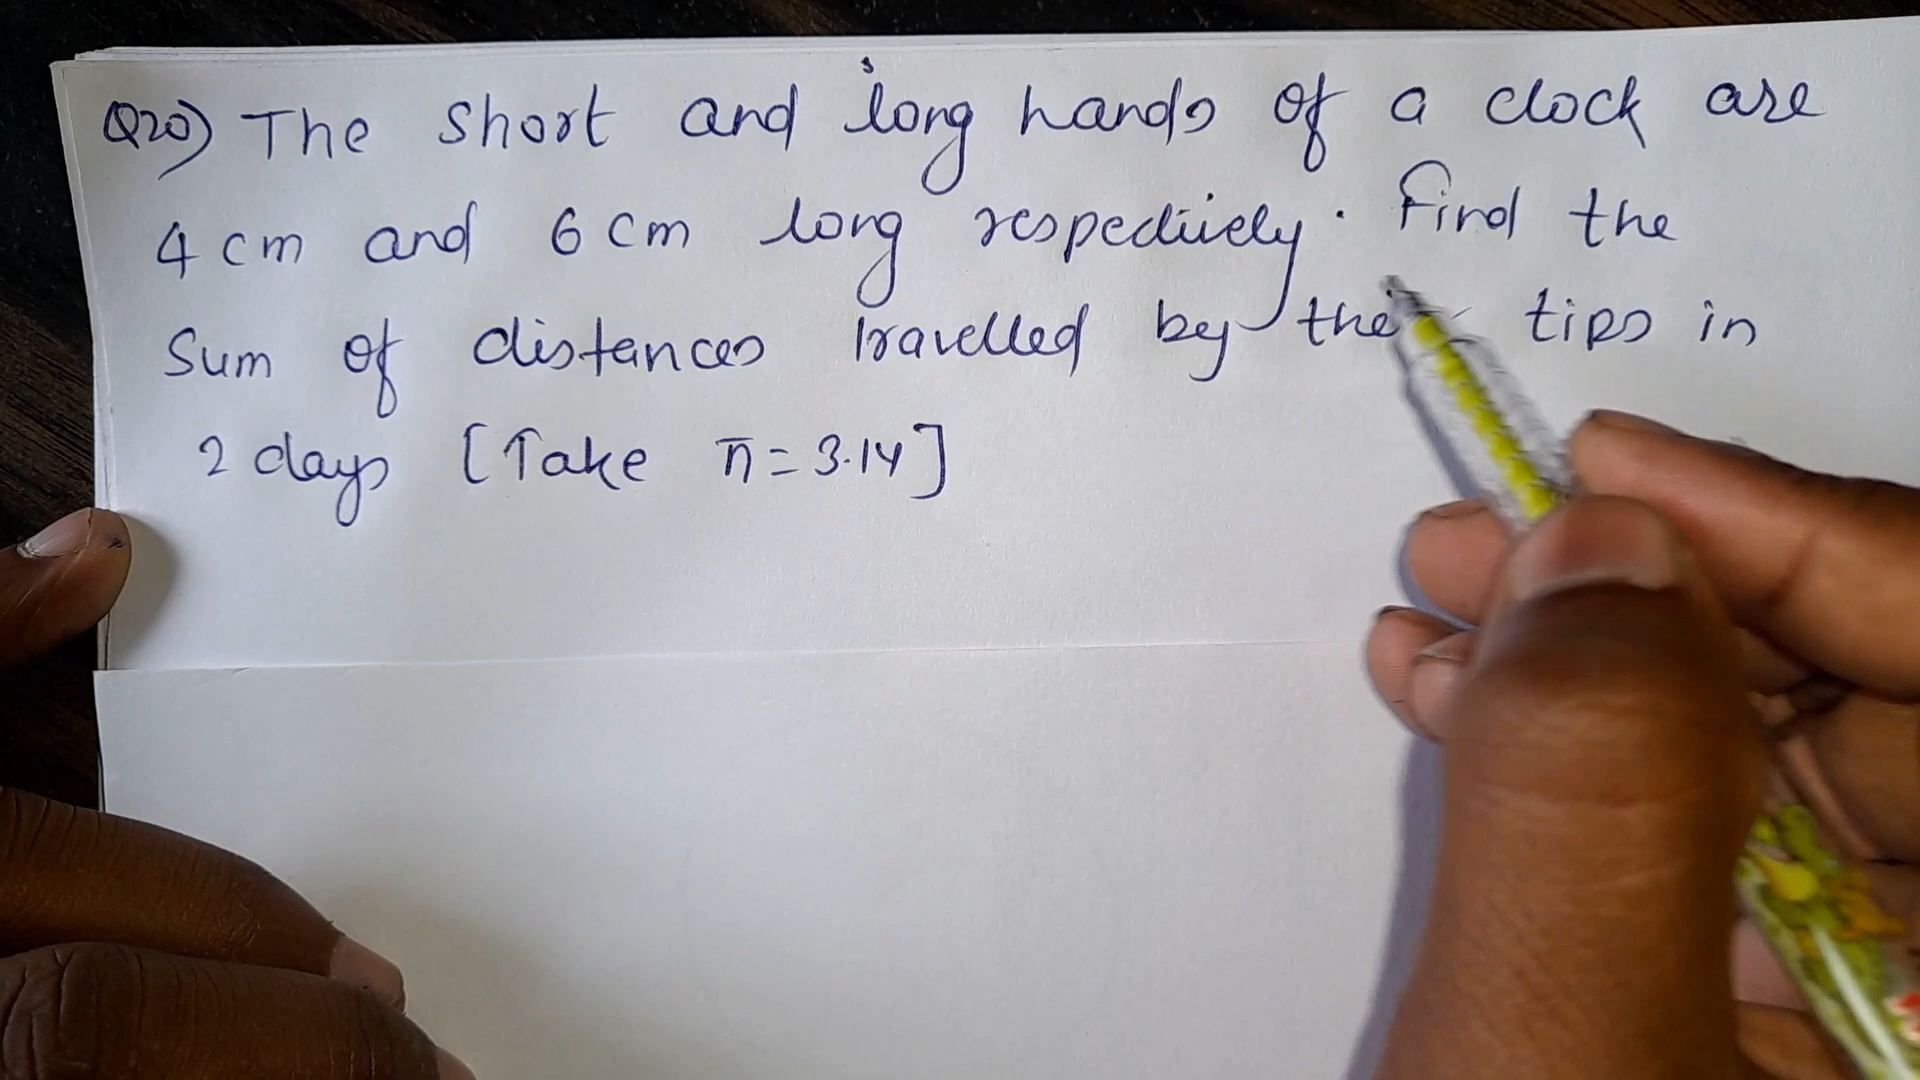 Q20) The short and long hands of a clock are
4 cm and 6 cm long respectively. Find the
Sum of distances travelled by their tips in
2 days [Take π = 3.14]